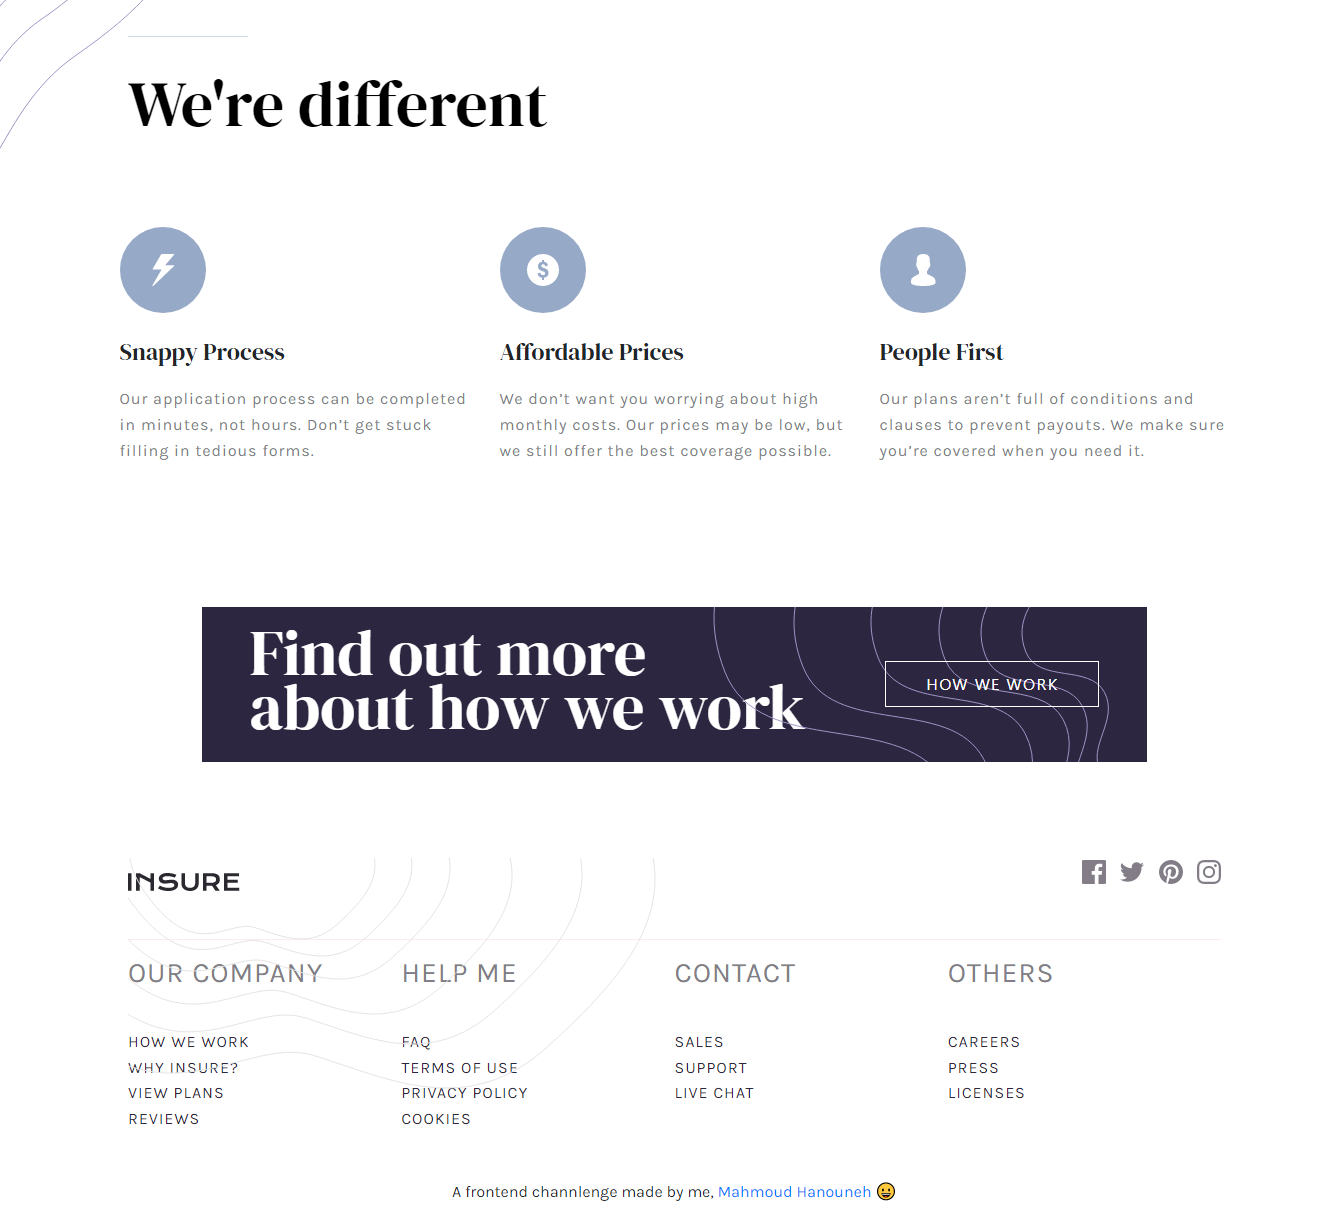 We're different
Snappy Process
Our application process can be completed
in minutes, not hours. Don’t get stuck
filling in tedious forms.
Affordable Prices
We don’t want you worrying about high
monthly costs. Our prices may be low, but
we still offer the best coverage possible.
People First
Our plans aren’t full of conditions and
clauses to prevent payouts. We make sure
you’re covered when you need it.
Find out more
about how we work
HOW WE WORK
INSURE
OUR COMPANY
HOW WE WORK
WHY INSURE?
VIEW PLANS
REVIEWS
HELP ME
FAQ
TERMS OF USE
PRIVACY POLICY
COOKIES
CONTACT
SALES
SUPPORT
LIVE CHAT
OTHERS
CAREERS
PRESS
LICENSES
A frontend channlenge made by me, Mahmoud Hanouneh 😀